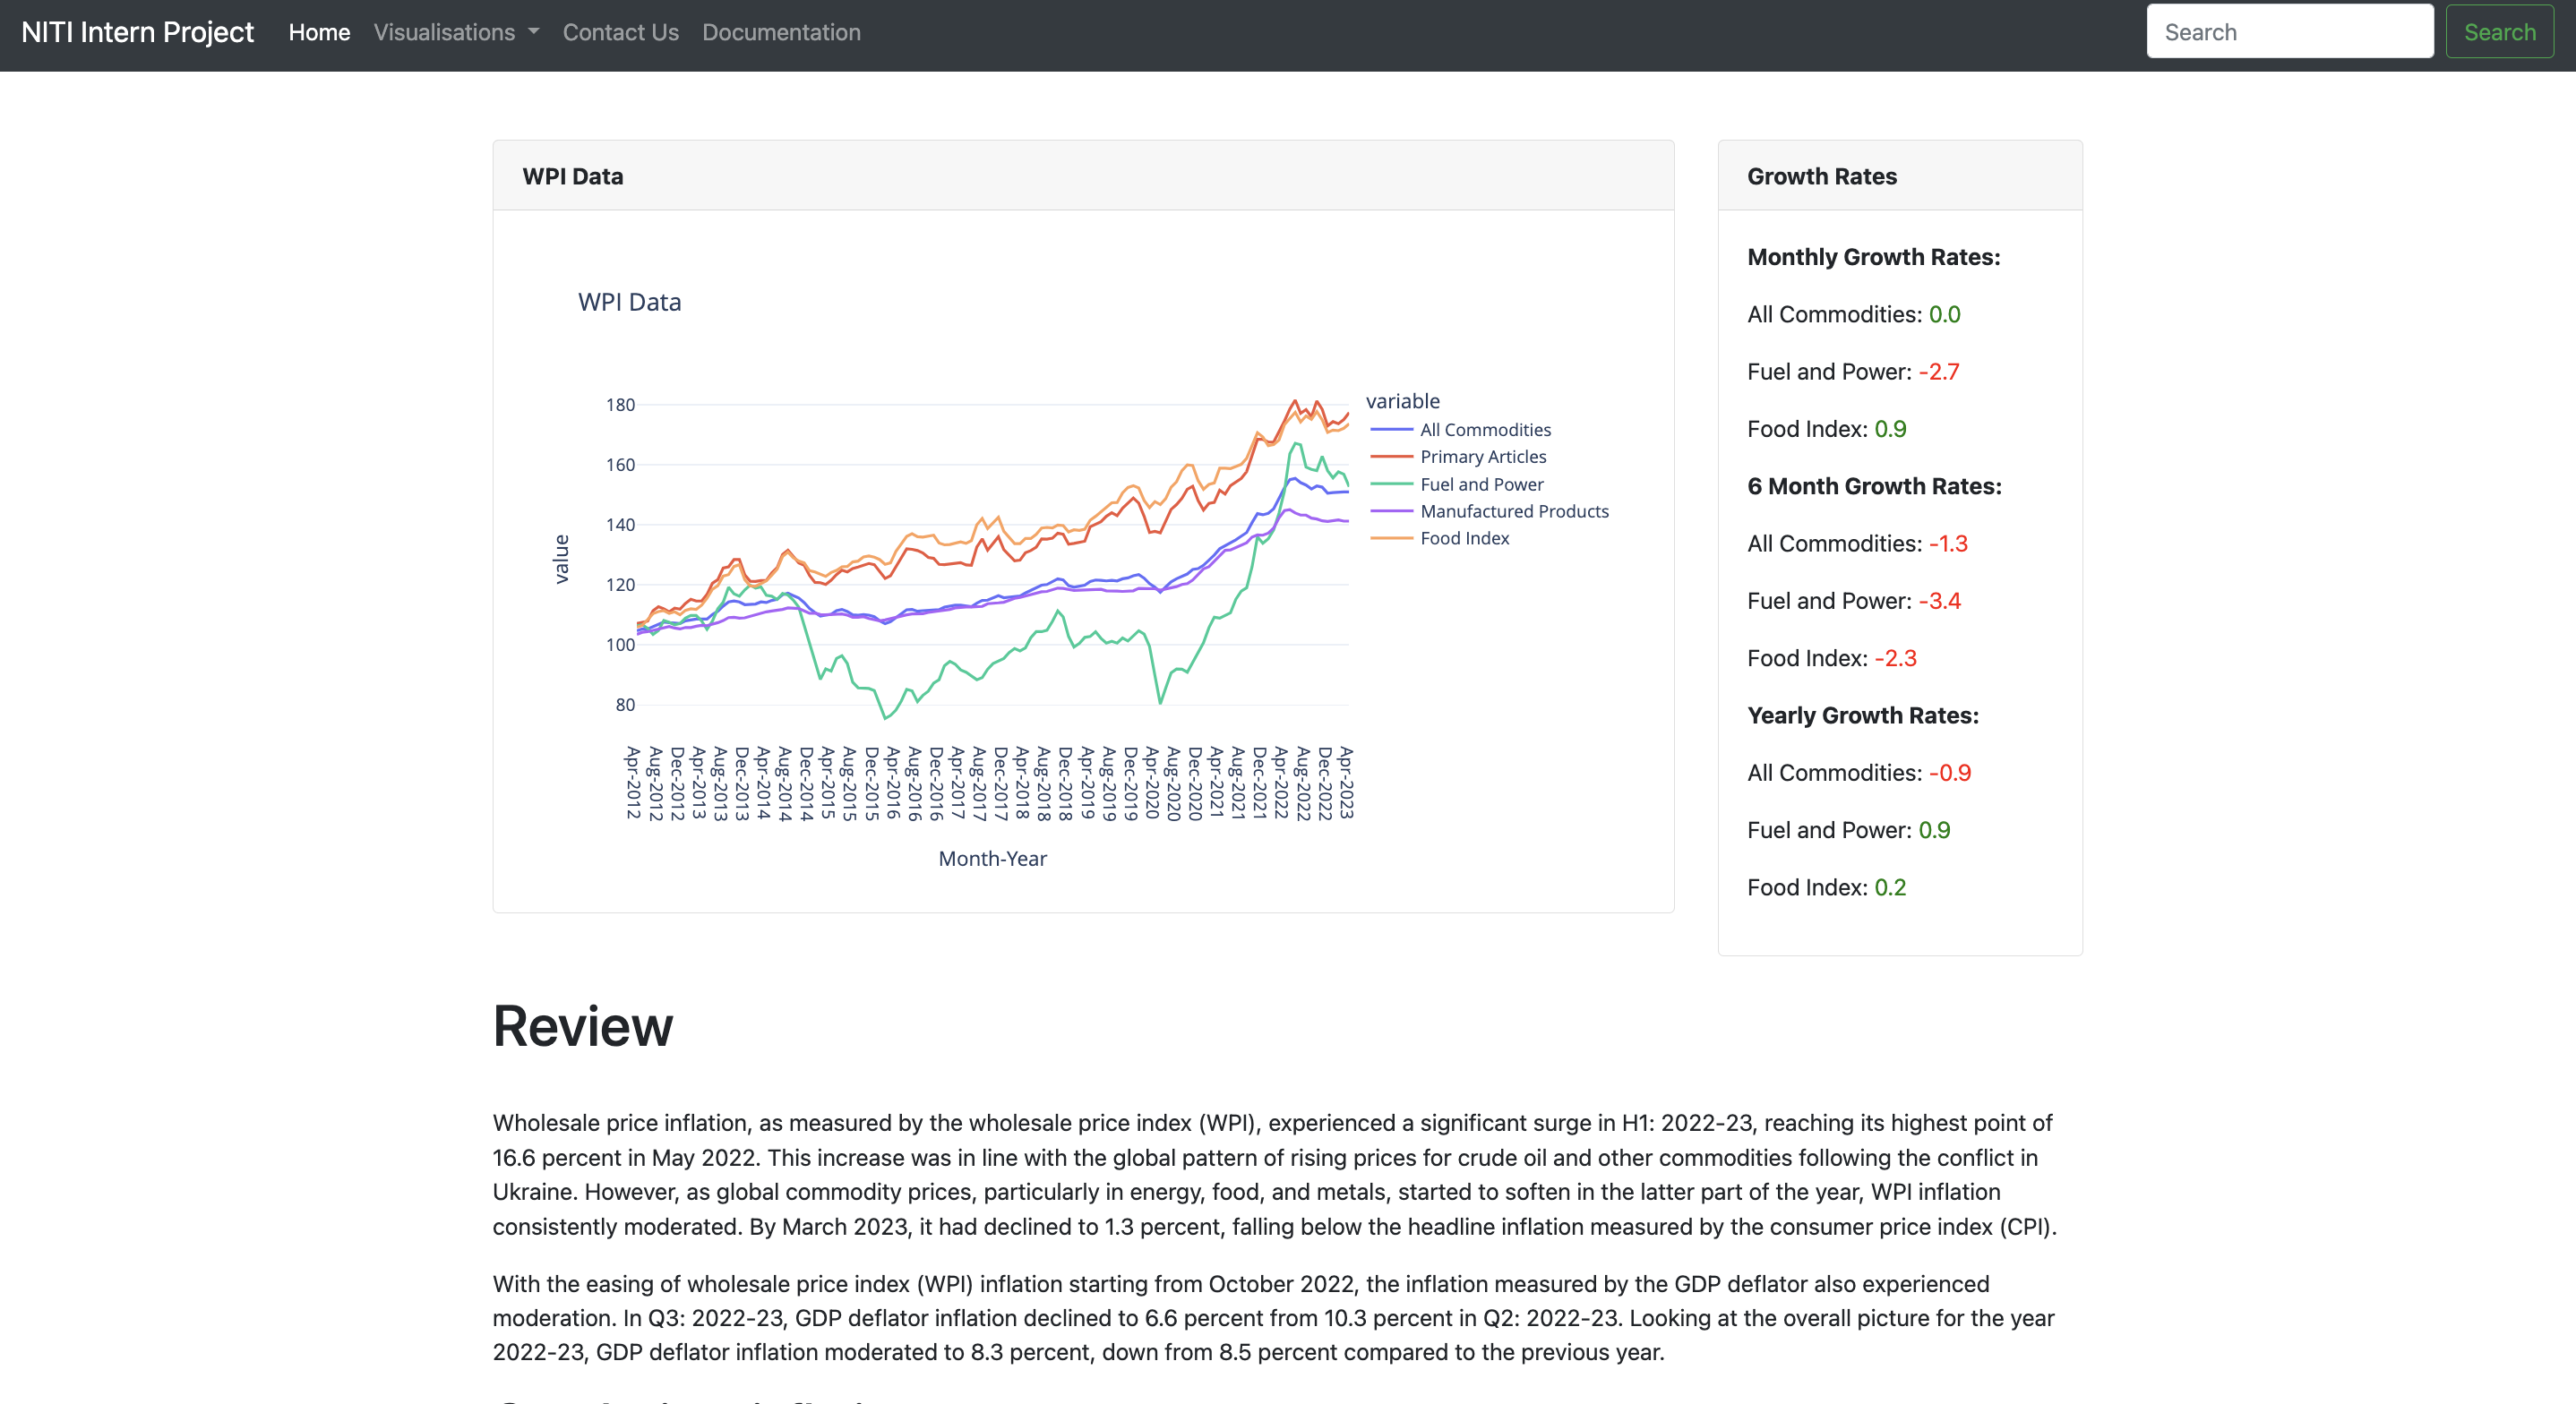 NITI Intern Project Home Visualisations Contact Us Documentation Search Search
WPI Data
WPI Data
value
180
160
140
120
100
80
Apr-2012
Aug-2012
Dec-2012
Apr-2013
Aug-2013
Dec-2013
Apr-2014
Aug-2014
Dec-2014
Apr-2015
Aug-2015
Dec-2015
Apr-2016
Aug-2016
Dec-2016
Apr-2017
Aug-2017
Dec-2017
Apr-2018
Aug-2018
Dec-2018
Apr-2019
Aug-2019
Dec-2019
Apr-2020
Aug-2020
Dec-2020
Apr-2021
Aug-2021
Dec-2021
Apr-2022
Aug-2022
Dec-2022
Apr-2023
Month-Year
variable
All Commodities
Primary Articles
Fuel and Power
Manufactured Products
Food Index
Growth Rates
Monthly Growth Rates:
All Commodities: 0.0
Fuel and Power: -2.7
Food Index: 0.9
6 Month Growth Rates:
All Commodities: -1.3
Fuel and Power: -3.4
Food Index: -2.3
Yearly Growth Rates:
All Commodities: -0.9
Fuel and Power: 0.9
Food Index: 0.2
Review
Wholesale price inflation, as measured by the wholesale price index (WPI), experienced a significant surge in H1: 2022-23, reaching its highest point of
16.6 percent in May 2022. This increase was in line with the global pattern of rising prices for crude oil and other commodities following the conflict in
Ukraine. However, as global commodity prices, particularly in energy, food, and metals, started to soften in the latter part of the year, WPI inflation
consistently moderated. By March 2023, it had declined to 1.3 percent, falling below the headline inflation measured by the consumer price index (CPI).
With the easing of wholesale price index (WPI) inflation starting from October 2022, the inflation measured by the GDP deflator also experienced
moderation. In Q3: 2022-23, GDP deflator inflation declined to 6.6 percent from 10.3 percent in Q2: 2022-23. Looking at the overall picture for the year
2022-23, GDP deflator inflation moderated to 8.3 percent, down from 8.5 percent compared to the previous year.